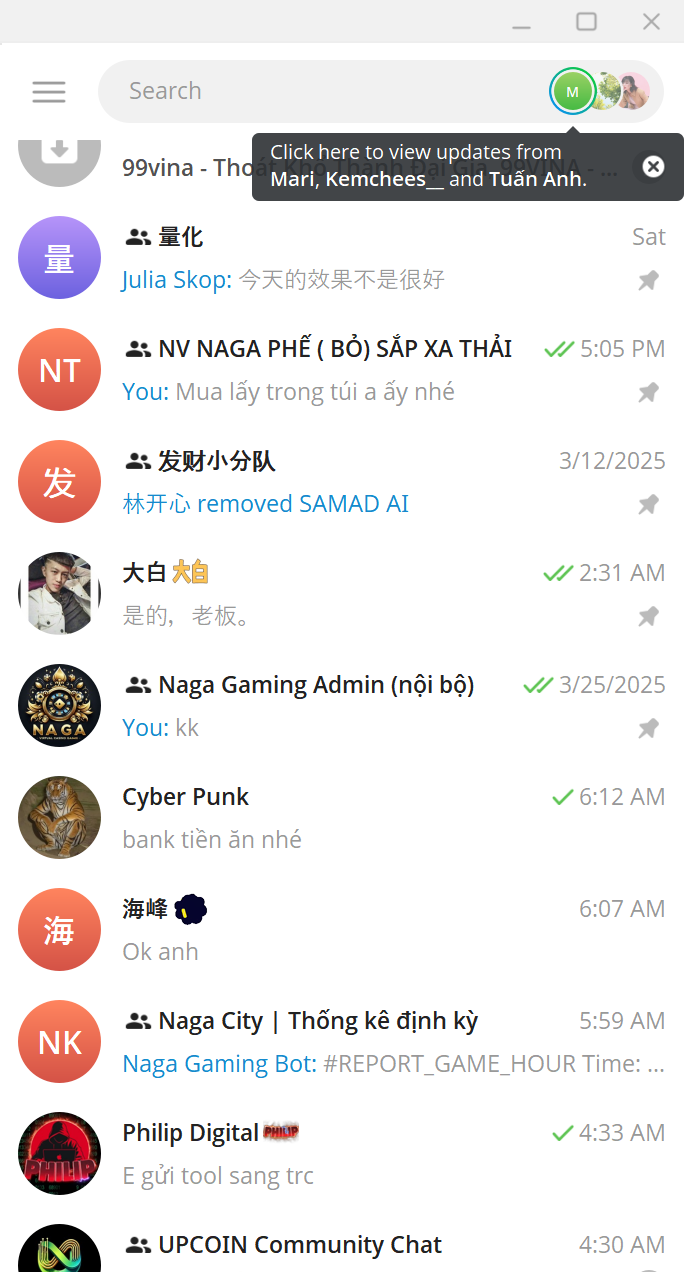 Search
M
Click here to view updates from
Mari, Kemchees__ and Tuấn Anh.
99vina - Thoát Kho Thành Đại Gia, 99VINA - ...
量
量化
Sat
Julia Skop: 今天的效果不是很好
NT
NV NAGA PHẾ ( BỎ) SẮP XA THẢI
5:05 PM
You: Mua lấy trong túi a ấy nhé
发
发财小分队
3/12/2025
林开心 removed SAMAD AI
大白 大白
2:31 AM
是的，老板。
NAGA
Naga Gaming Admin (nội bộ)
3/25/2025
You: kk
Cyber Punk
6:12 AM
bank tiền ăn nhé
海
海峰
6:07 AM
Ok anh
NK
Naga City | Thống kê định kỳ
5:59 AM
Naga Gaming Bot: #REPORT_GAME_HOUR Time: ...
PHILIP
Philip Digital PHILIP
4:33 AM
E gửi tool sang trc
UPCOIN Community Chat
4:30 AM